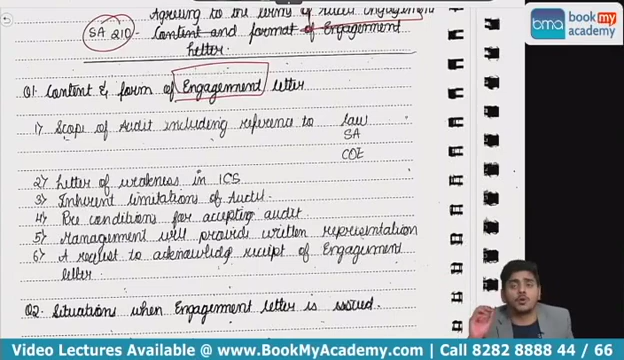 Agreeing to the terms of Audit Engagement
SA 210 - Content and format of Engagement
Letter.
Q1. Content & form of Engagement letter
1) Scope of Audit including reference to law
SA
COE
2) Letter of weakness in ICS
3) Inherent limitations of Audit.
4) Pre conditions for accepting audit
5) Management will provide written representation
6) A request to acknowledge receipt of Engagement
letter.
Q2. Situations when Engagement letter is issued.
bma book my academy
Video Lectures Available @ www.BookMyAcademy.com | Call 8282 8888 44 / 66